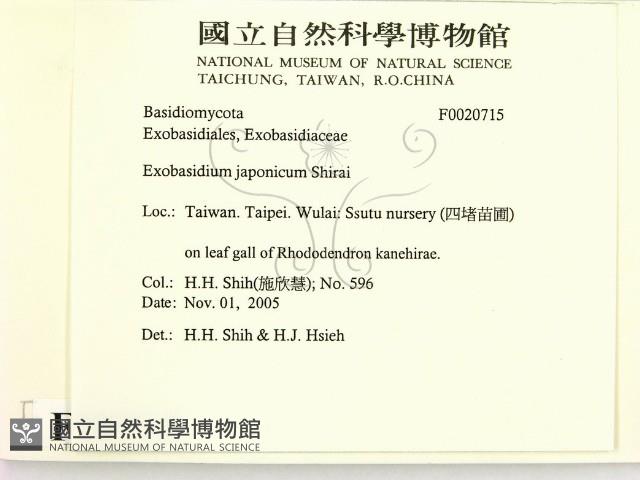 國立自然科學博物館
NATIONAL MUSEUM OF NATURAL SCIENCE
TAICHUNG, TAIWAN, R.O.CHINA
Basidiomycota F0020715
Exobasidiales, Exobasidiaceae
Exobasidium japonicum Shirai
Loc.: Taiwan. Taipei. Wulai: Ssutu nursery (四堵苗圃)
on leaf gall of Rhododendron kanehirae.
Col.: H.H. Shih(施欣慧); No. 596
Date: Nov. 01, 2005
Det.: H.H. Shih & H.J. Hsieh
F
國立自然科學博物館
NATIONAL MUSEUM OF NATURAL SCIENCE